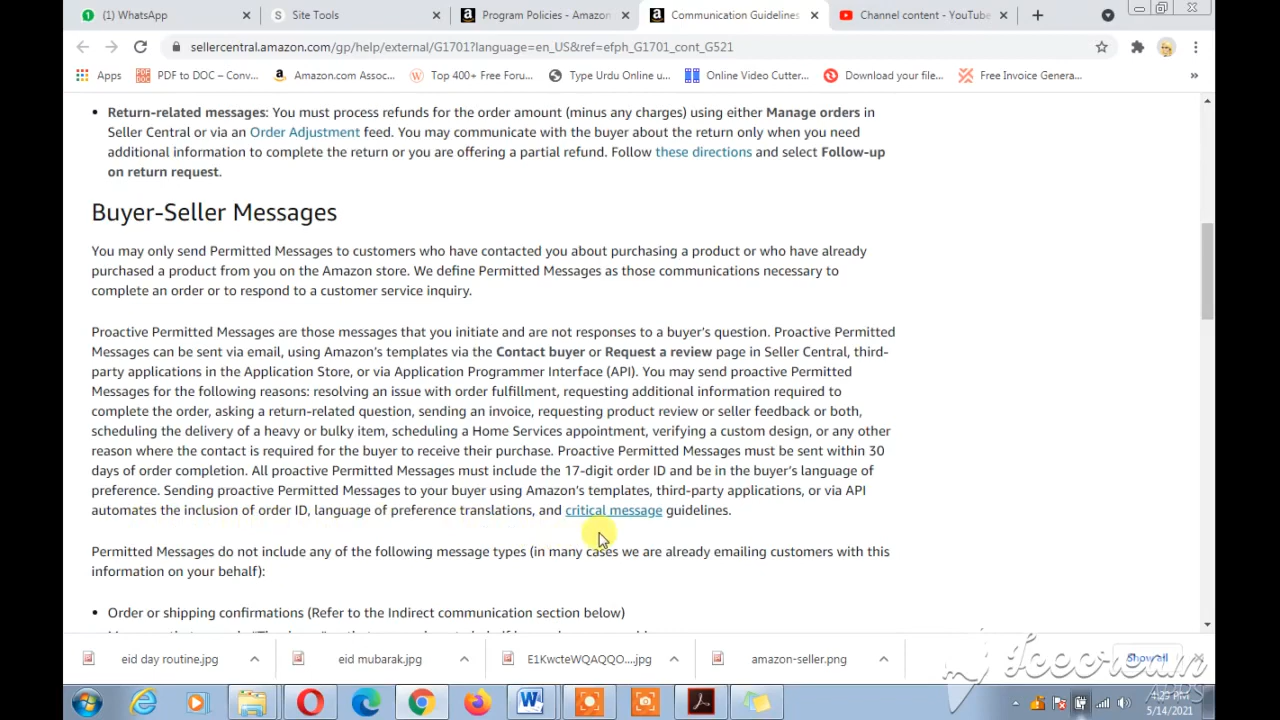 (1) WhatsApp
Site Tools
Program Policies - Amazon
Communication Guidelines
Channel content - YouTube
sellercentral.amazon.com/gp/help/external/G1701?language=en_US&ref=efph_G1701_cont_G521
Apps
PDF to DOC – Conv...
Amazon.com Assoc...
Top 400+ Free Foru...
Type Urdu Online u...
Online Video Cutter...
Download your file...
Free Invoice Genera...
»
• Return-related messages: You must process refunds for the order amount (minus any charges) using either Manage orders in
Seller Central or via an Order Adjustment feed. You may communicate with the buyer about the return only when you need
additional information to complete the return or you are offering a partial refund. Follow these directions and select Follow-up
on return request.
Buyer-Seller Messages
You may only send Permitted Messages to customers who have contacted you about purchasing a product or who have already
purchased a product from you on the Amazon store. We define Permitted Messages as those communications necessary to
complete an order or to respond to a customer service inquiry.
Proactive Permitted Messages are those messages that you initiate and are not responses to a buyer's question. Proactive Permitted
Messages can be sent via email, using Amazon's templates via the Contact buyer or Request a review page in Seller Central, third-
party applications in the Application Store, or via Application Programmer Interface (API). You may send proactive Permitted
Messages for the following reasons: resolving an issue with order fulfillment, requesting additional information required to
complete the order, asking a return-related question, sending an invoice, requesting product review or seller feedback or both,
scheduling the delivery of a heavy or bulky item, scheduling a Home Services appointment, verifying a custom design, or any other
reason where the contact is required for the buyer to receive their purchase. Proactive Permitted Messages must be sent within 30
days of order completion. All proactive Permitted Messages must include the 17-digit order ID and be in the buyer's language of
preference. Sending proactive Permitted Messages to your buyer using Amazon's templates, third-party applications, or via API
automates the inclusion of order ID, language of preference translations, and critical message guidelines.
Permitted Messages do not include any of the following message types (in many cases we are already emailing customers with this
information on your behalf):
• Order or shipping confirmations (Refer to the Indirect communication section below)
eid day routine.jpg
eid mubarak.jpg
E1KwcteWQAQQO....jpg
amazon-seller.png
Show all
Icecream
APPS
4:29 PM
5/14/2021